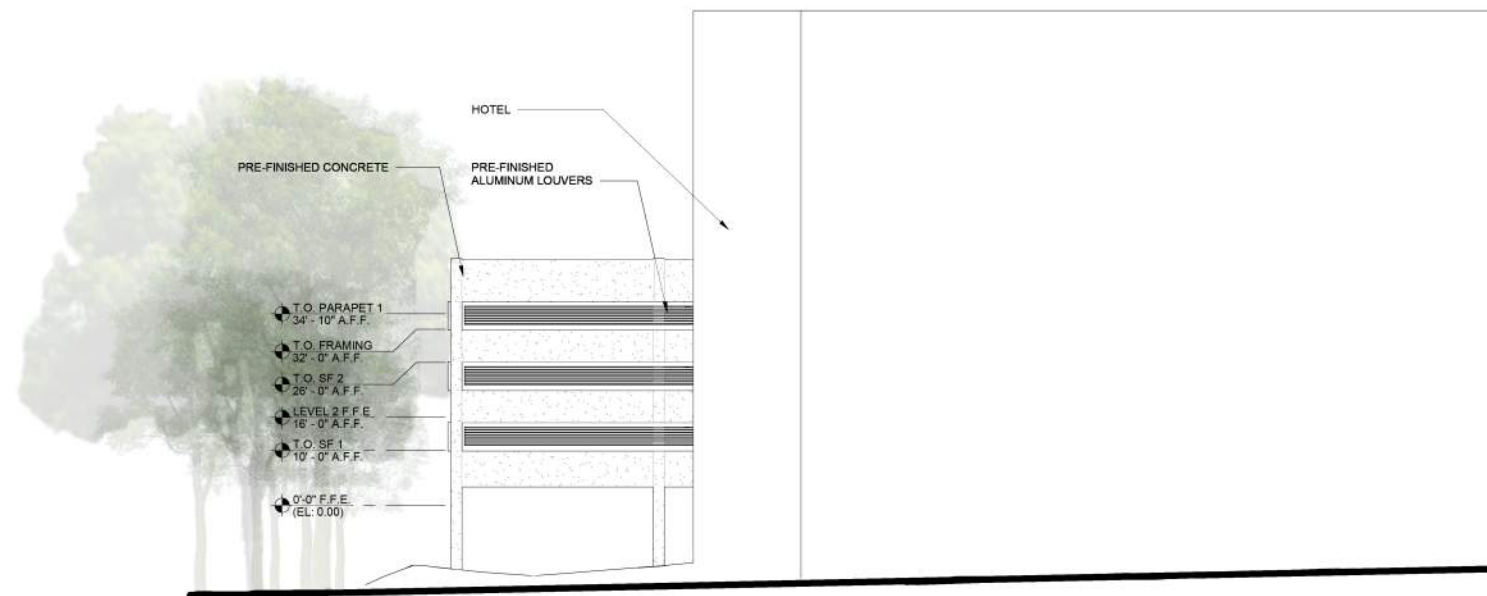 HOTEL
PRE-FINISHED CONCRETE
PRE-FINISHED
ALUMINUM LOUVERS
T.O. PARAPET 1
34' - 10" A.F.F.
T.O. FRAMING
32' - 0" A.F.F.
T.O. SF 2
26' - 0" A.F.F.
LEVEL 2 F.F.E
16' - 0" A.F.F.
T.O. SF 1
10' - 0" A.F.F.
0'-0" F.F.E.
(EL: 0.00)